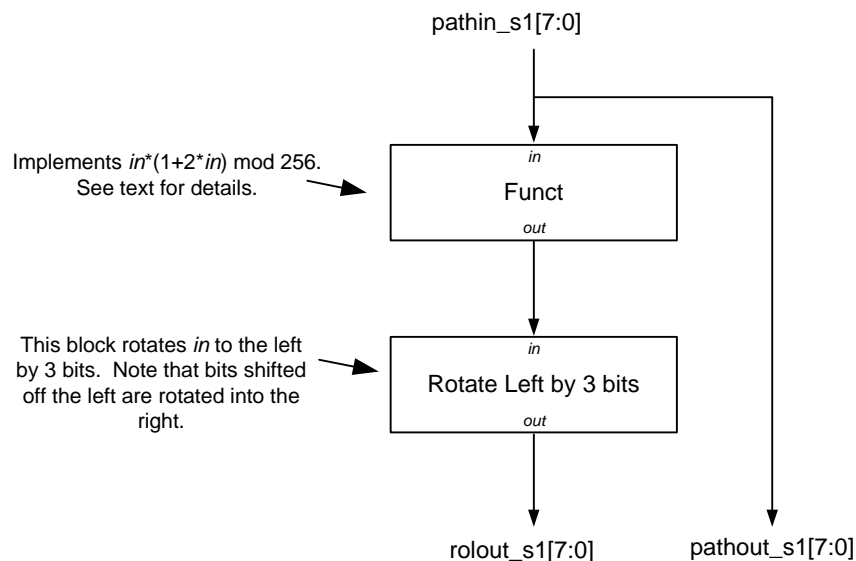 pathin_s1[7:0]
Implements in*(1+2*in) mod 256.
See text for details.
in
Funct
out
This block rotates in to the left
by 3 bits.  Note that bits shifted
off the left are rotated into the
right.
in
Rotate Left by 3 bits
out
rolout_s1[7:0]
pathout_s1[7:0]